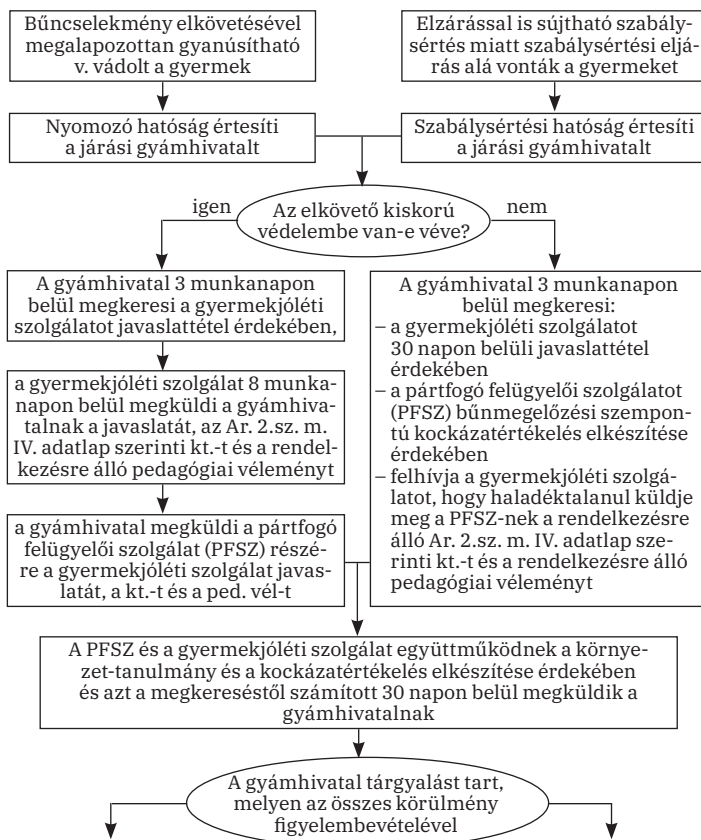 Bűncselekmény elkövetésével
megalapozottan gyanúsítható
v. vádolt a gyermek
Elzárással is sújtható szabály-
sértés miatt szabálysértési eljá-
rás alá vonták a gyermeket
Nyomozó hatóság értesíti
a járási gyámhivatalt
Szabálysértési hatóság értesíti
a járási gyámhivatalt
igen
Az elkövető kiskorú
védelembe van-e véve?
nem
A gyámhivatal 3 munkanapon
belül megkeresi a gyermekjóléti
szolgálatot javaslattétel érdekében,
a gyermekjóléti szolgálat 8 munka-
napon belül megküldi a gyámhiva-
talnak a javaslatát, az Ar. 2.sz. m.
IV. adatlap szerinti kt.-t és a rendel-
kezésre álló pedagógiai véleményt
a gyámhivatal megküldi a pártfogó
felügyelői szolgálat (PFSZ) részé-
re a gyermekjóléti szolgálat javas-
latát, a kt.-t és a ped. vél-t
A gyámhivatal 3 munkanapon
belül megkeresi:
– a gyermekjóléti szolgálatot
30 napon belüli javaslattétel
érdekében
– a pártfogó felügyelői szolgálatot
(PFSZ) bűnmegelőzési szempon-
tú kockázatértékelés elkészítése
érdekében
– felhívja a gyermekjóléti szolgá-
latot, hogy haladéktalanul küldje
meg a PFSZ-nek a rendelkezésre
álló Ar. 2.sz. m. IV. adatlap sze-
rinti kt.-t és a rendelkezésre álló
pedagógiai véleményt
A PFSZ és a gyermekjóléti szolgálat együttműködnek a környe-
zet-tanulmány és a kockázatértékelés elkészítése érdekében
és azt a megkereséstől számított 30 napon belül megküldik a
gyámhivatalnak
A gyámhivatal tárgyalást tart,
melyen az összes körülmény
figyelembevételével